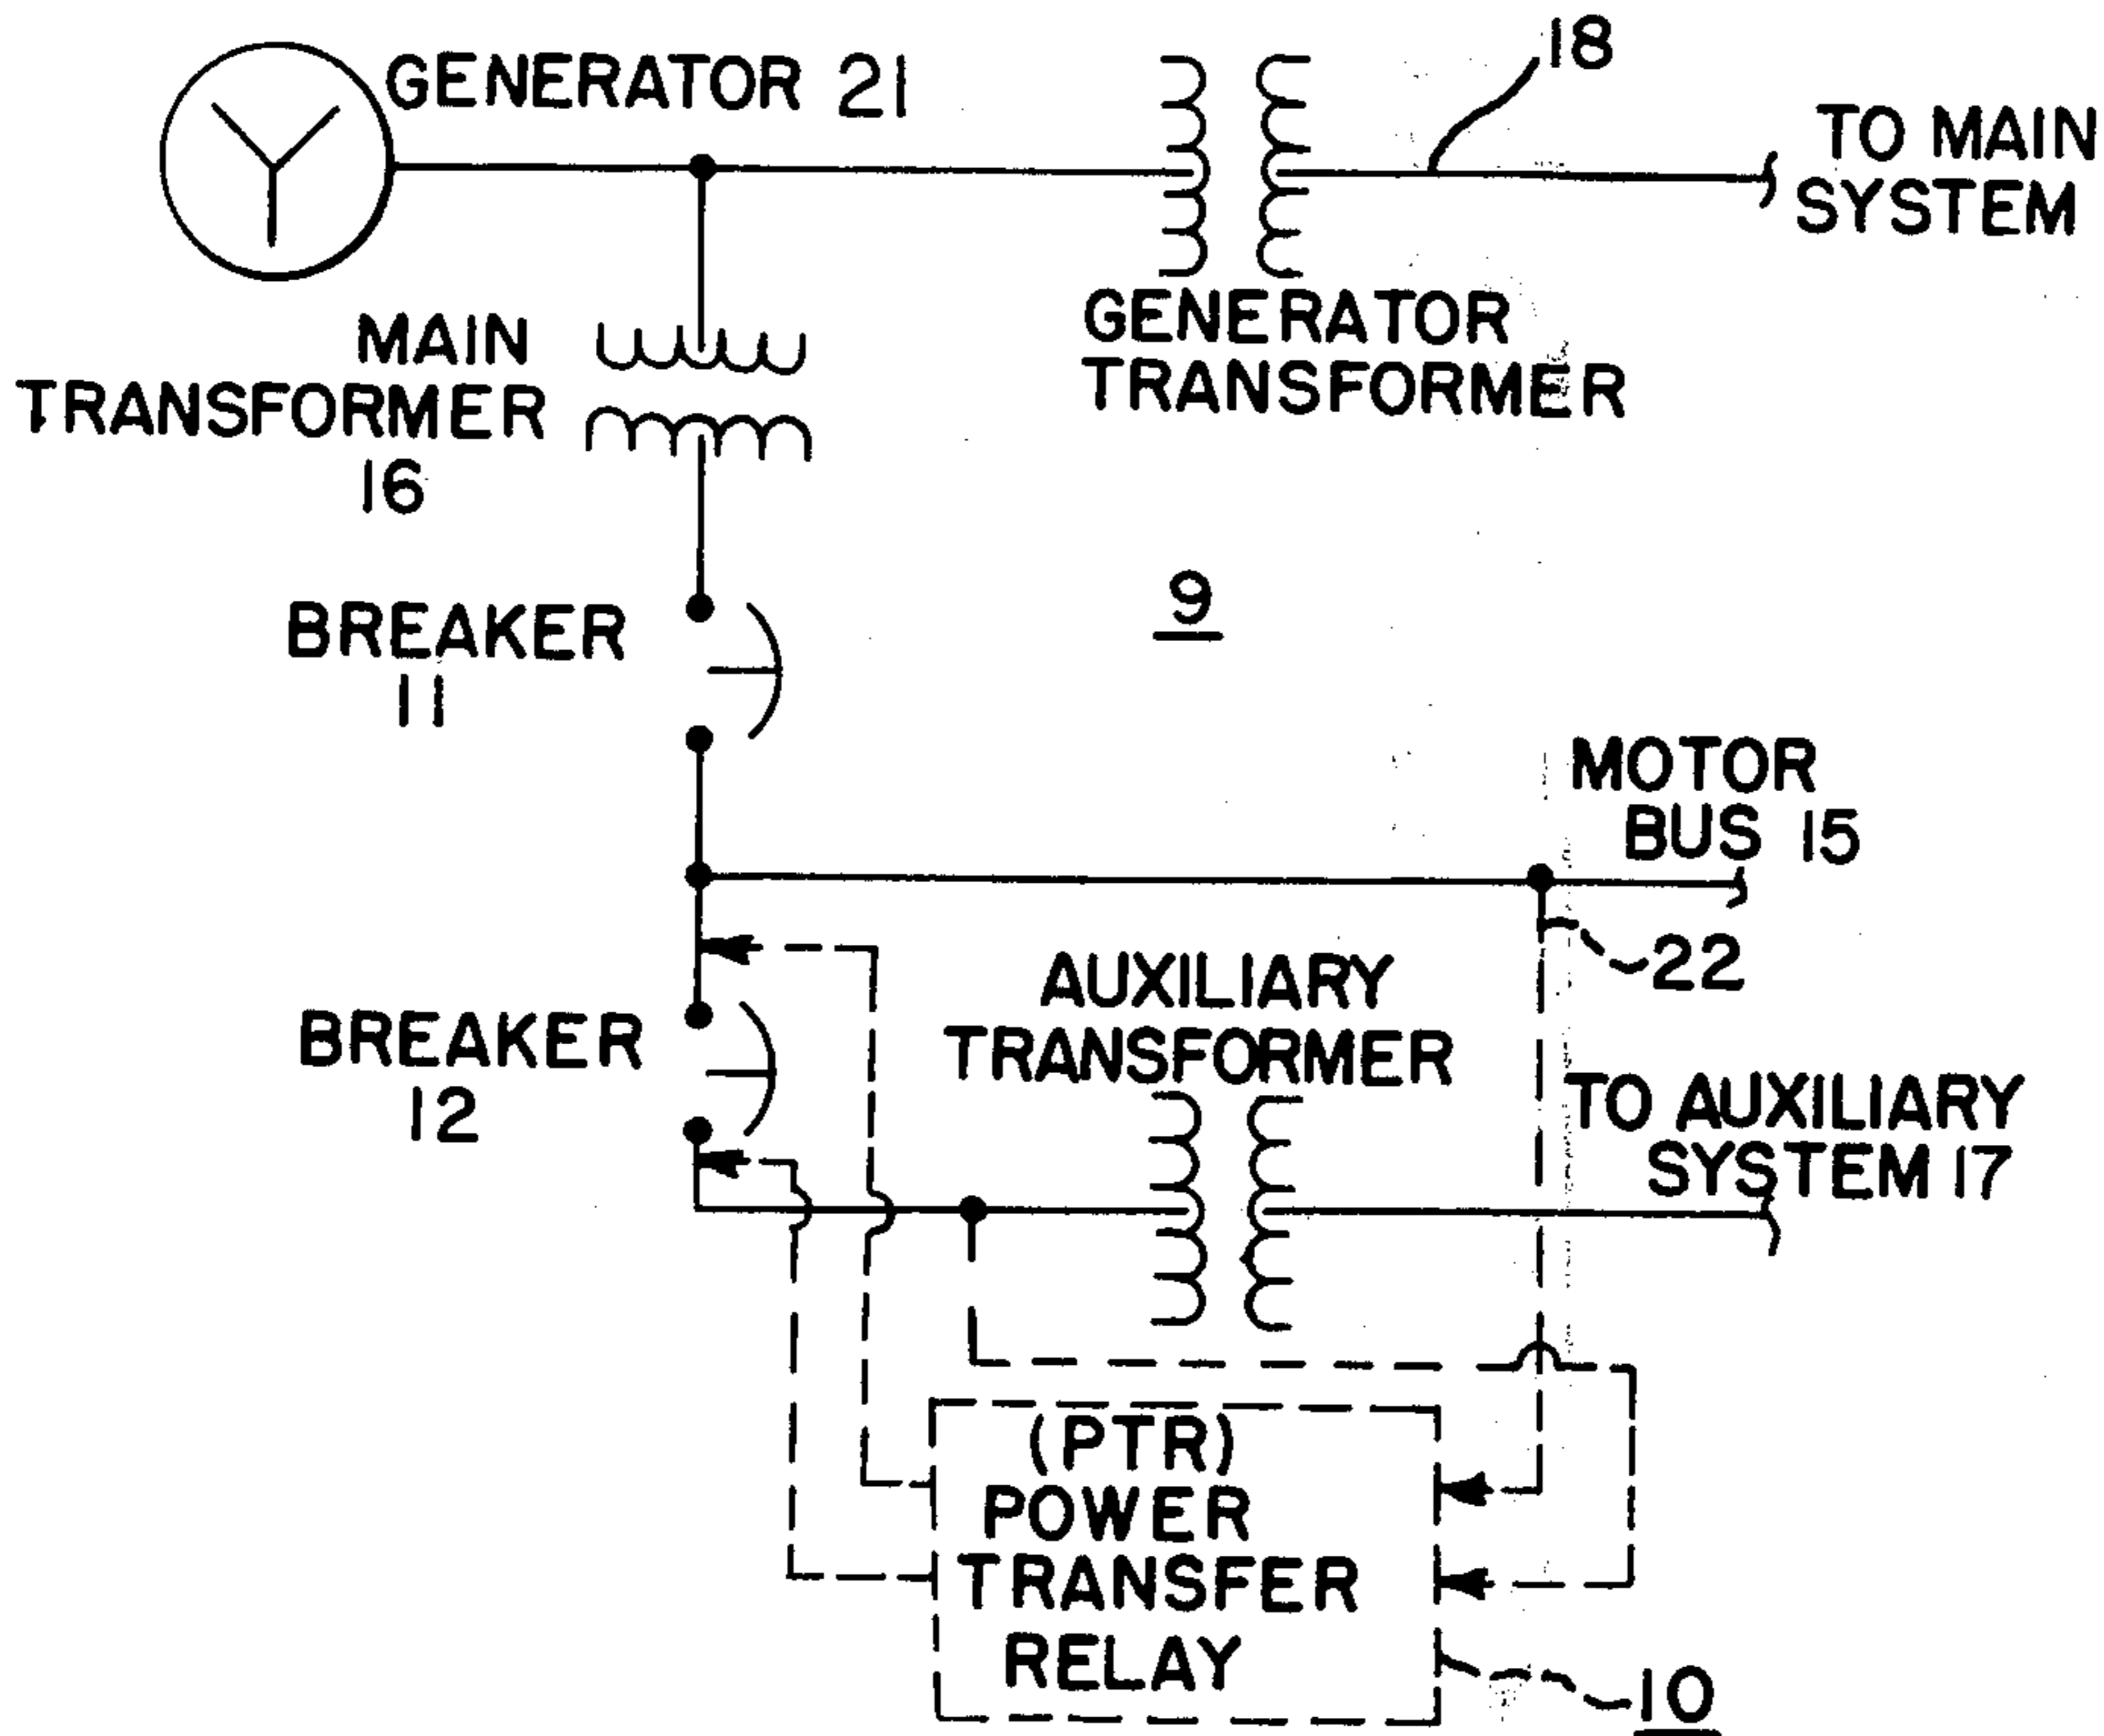 GENERATOR 21
18
TO MAIN
SYSTEM
MAIN
TRANSFORMER
16
GENERATOR
TRANSFORMER
BREAKER
11
9
MOTOR
BUS 15
22
BREAKER
12
AUXILIARY
TRANSFORMER
TO AUXILIARY
SYSTEM 17
(PTR)
POWER
TRANSFER
RELAY
10